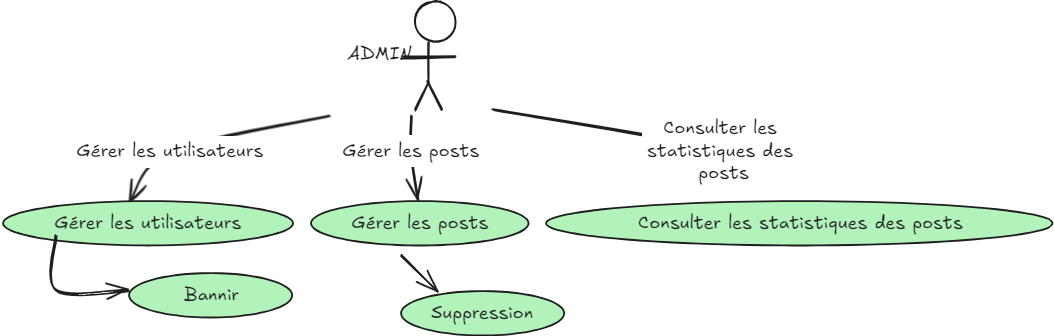 ADMIN
Gérer les utilisateurs
Gérer les posts
Consulter les
statistiques des
posts
Gérer les utilisateurs
Gérer les posts
Consulter les statistiques des posts
Bannir
Suppression